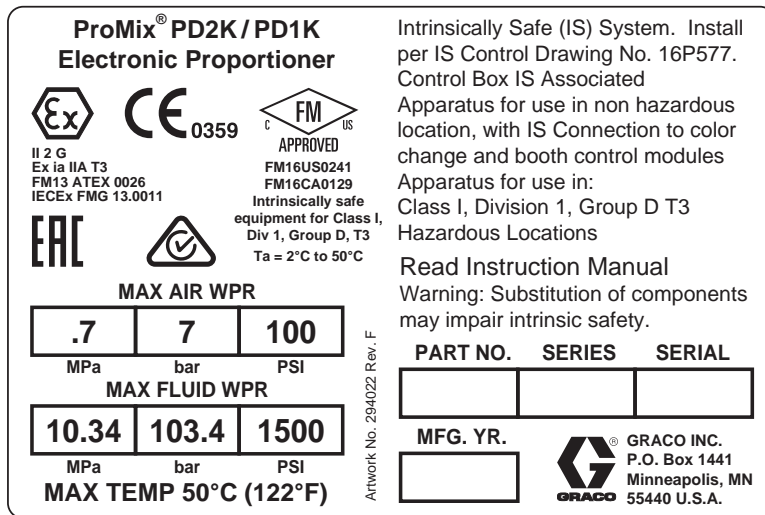 ProMix® PD2K / PD1K
Electronic Proportioner
Ex
CE 0359
FM
C US
APPROVED
II 2 G
Ex ia IIA T3
FM13 ATEX 0026
IECEx FMG 13.0011
FM16US0241
FM16CA0129
Intrinsically safe
equipment for Class I,
Div 1, Group D, T3
Ta = 2°C to 50°C
EAC
MAX AIR WPR
.7 7 100
MPa bar PSI
MAX FLUID WPR
10.34 103.4 1500
MPa bar PSI
MAX TEMP 50°C (122°F)
Artwork No. 294022 Rev. F
Intrinsically Safe (IS) System. Install
per IS Control Drawing No. 16P577.
Control Box IS Associated
Apparatus for use in non hazardous
location, with IS Connection to color
change and booth control modules
Apparatus for use in:
Class I, Division 1, Group D T3
Hazardous Locations
Read Instruction Manual
Warning: Substitution of components
may impair intrinsic safety.
PART NO. SERIES SERIAL
MFG. YR.
G®
GRACO
GRACO INC.
P.O. Box 1441
Minneapolis, MN
55440 U.S.A.